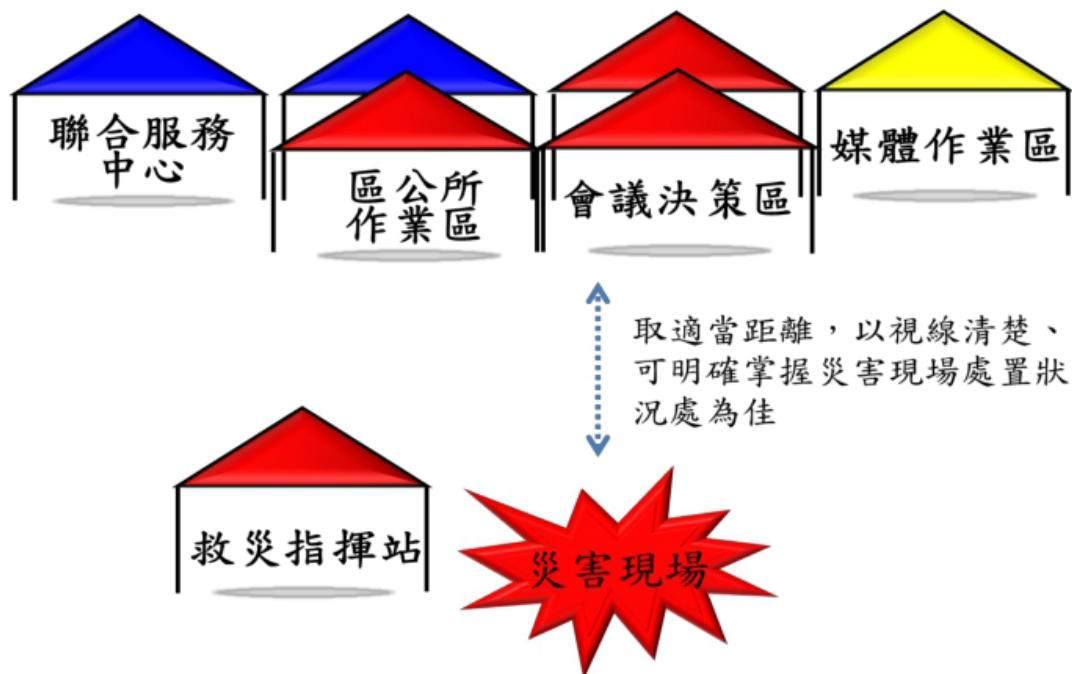 聯合服務
中心
區公所
作業區
會議決策區
媒體作業區
取適當距離，以視線清楚、
可明確掌握災害現場處置狀
況處為佳
救災指揮站
災害現場